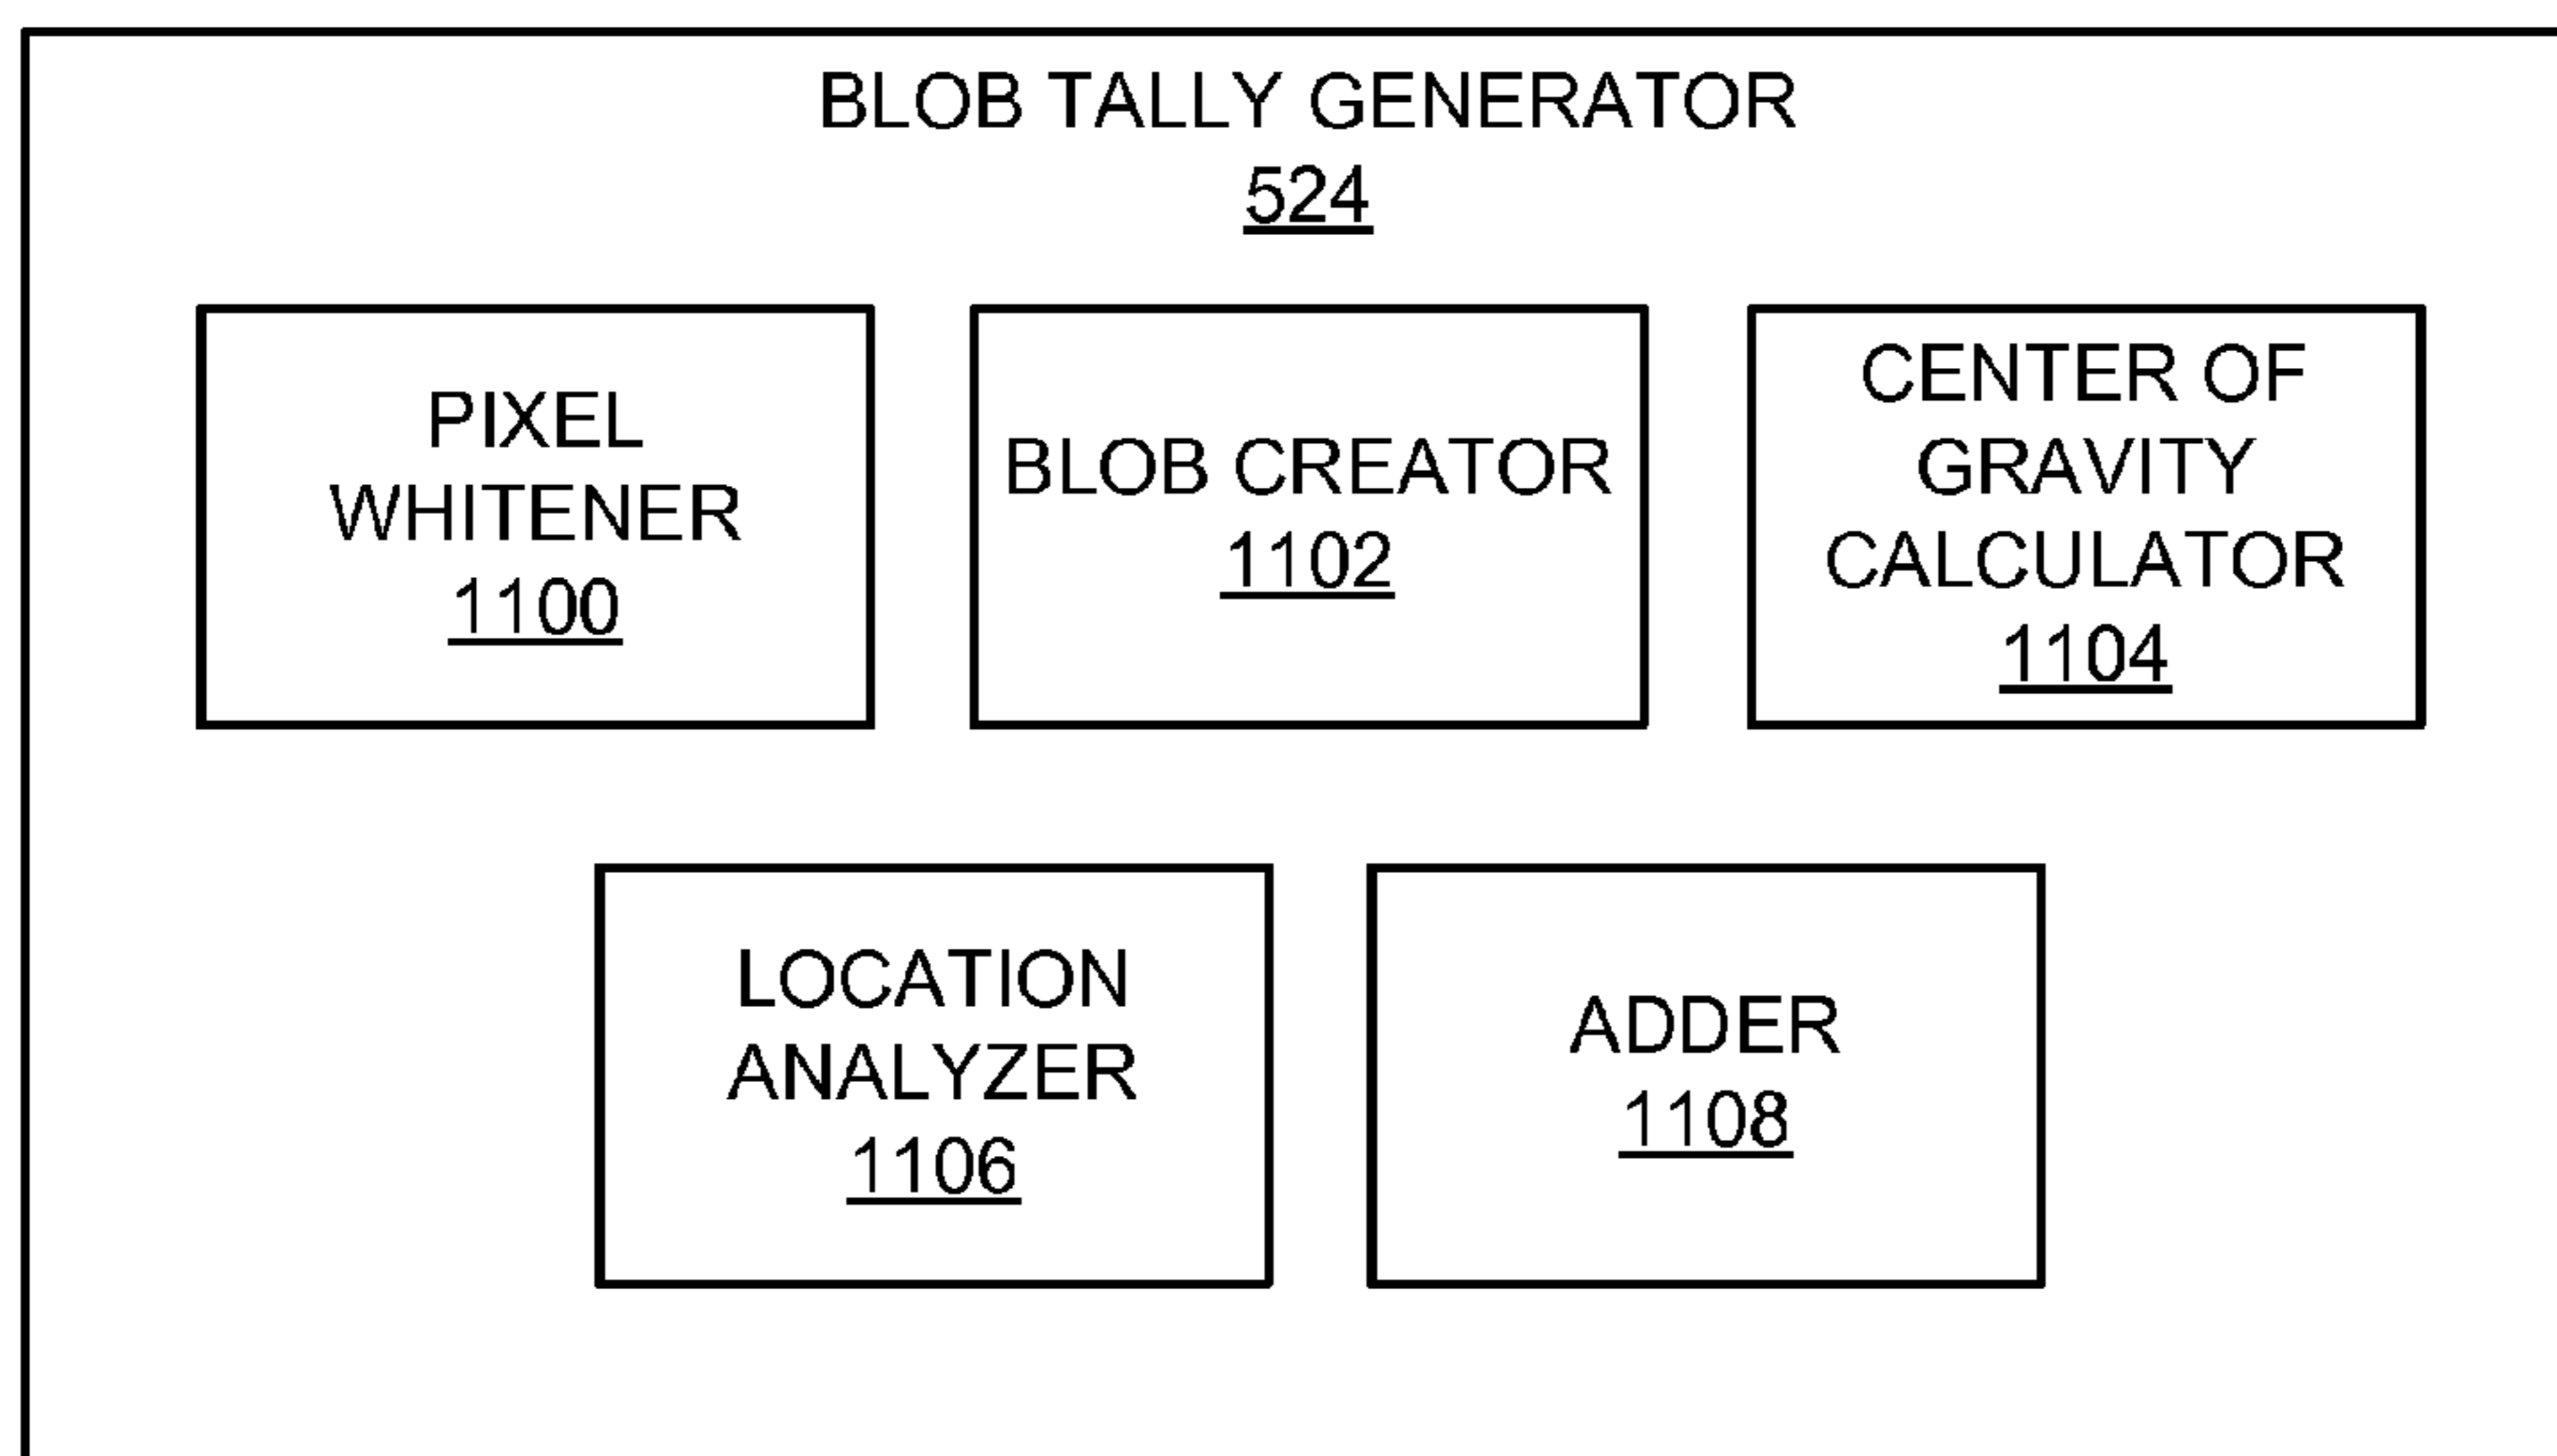 BLOB TALLY GENERATOR
524
PIXEL
WHITENER
1100
BLOB CREATOR
1102
CENTER OF
GRAVITY
CALCULATOR
1104
LOCATION
ANALYZER
1106
ADDER
1108